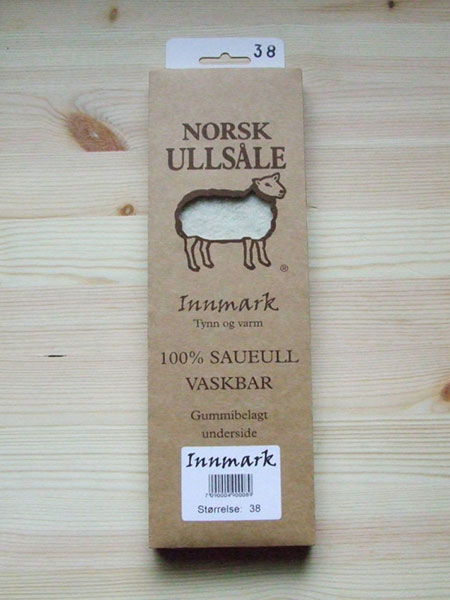 38
NORSK
ULLSÅLE
®
Innmark
Tynn og varm
100% SAUEULL
VASKBAR
Gummibelagt
underside
Innmark
Størrelse: 38